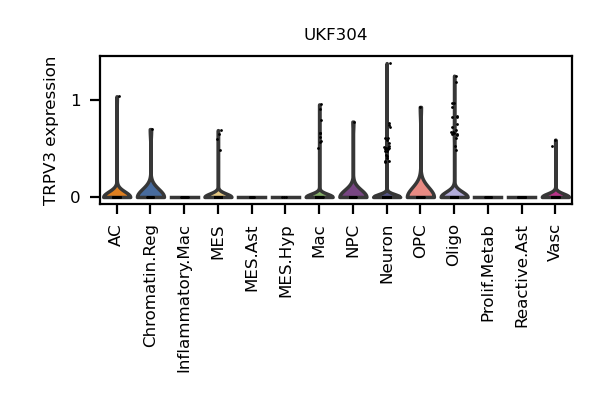 UKF304
TRPV3 expression
1
0
AC
Chromatin.Reg
Inflammatory.Mac
MES
MES.Ast
MES.Hyp
Mac
NPC
Neuron
OPC
Oligo
Prolif.Metab
Reactive.Ast
Vasc